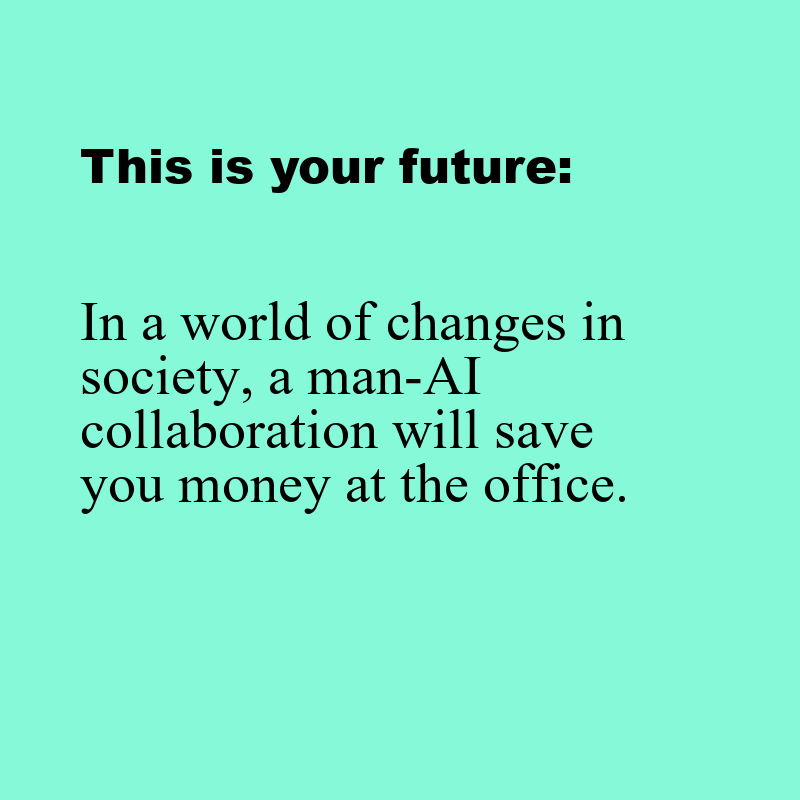 This is your future:
In a world of changes in
society, a man-AI
collaboration will save
you money at the office.